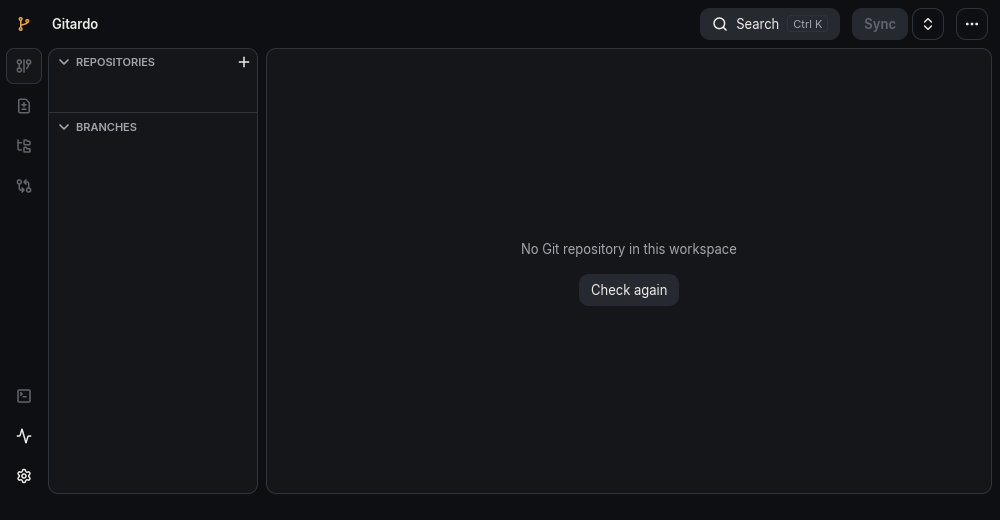 Gitardo
Search Ctrl K
Sync
REPOSITORIES
BRANCHES
No Git repository in this workspace
Check again